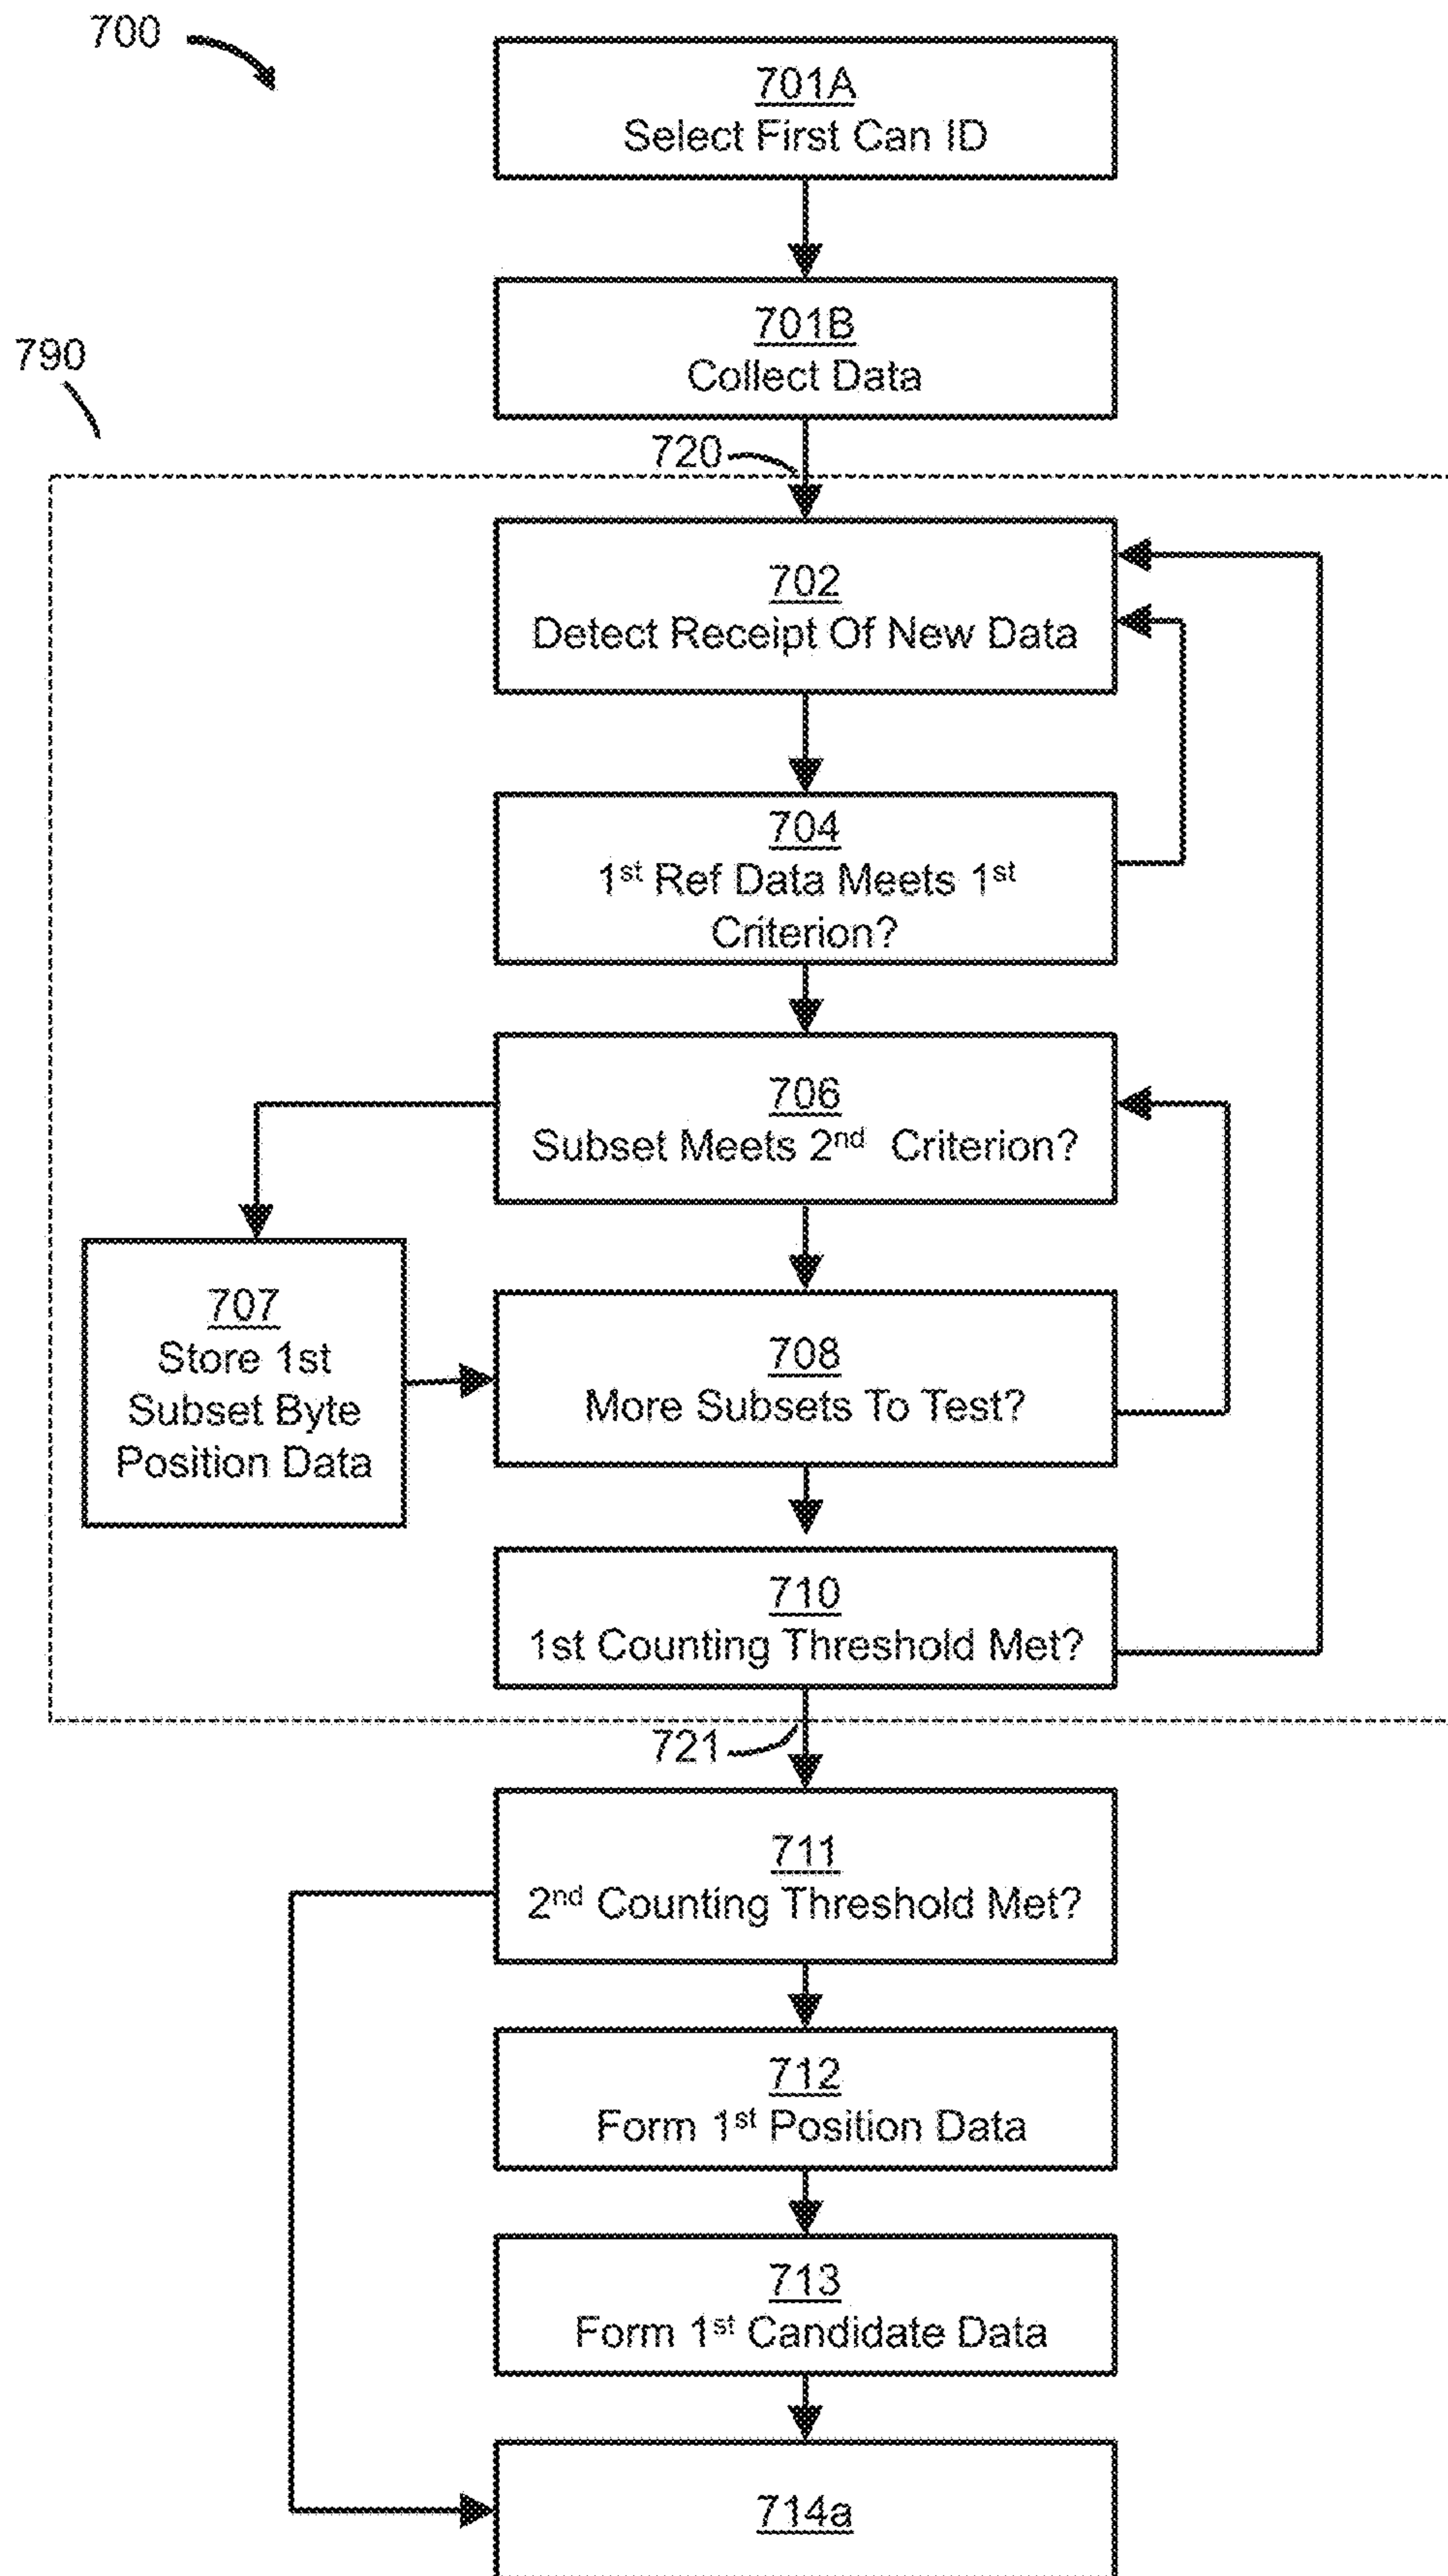 700
701A
Select First Can ID
701B
Collect Data
790
720
702
Detect Receipt Of New Data
704
1st Ref Data Meets 1st
Criterion?
706
Subset Meets 2nd Criterion?
707
Store 1st
Subset Byte
Position Data
708
More Subsets To Test?
710
1st Counting Threshold Met?
721
711
2nd Counting Threshold Met?
712
Form 1st Position Data
713
Form 1st Candidate Data
714a